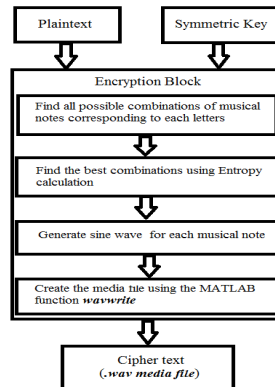 Plaintext
Symmetric Key
Encryption Block
Find all possible combinations of musical
notes corresponding to each letters
Find the best combinations using Entropy
calculation
Generate sine wave for each musical note
Create the media file using the MATLAB
function wavwrite
Cipher text
(.wav media file)